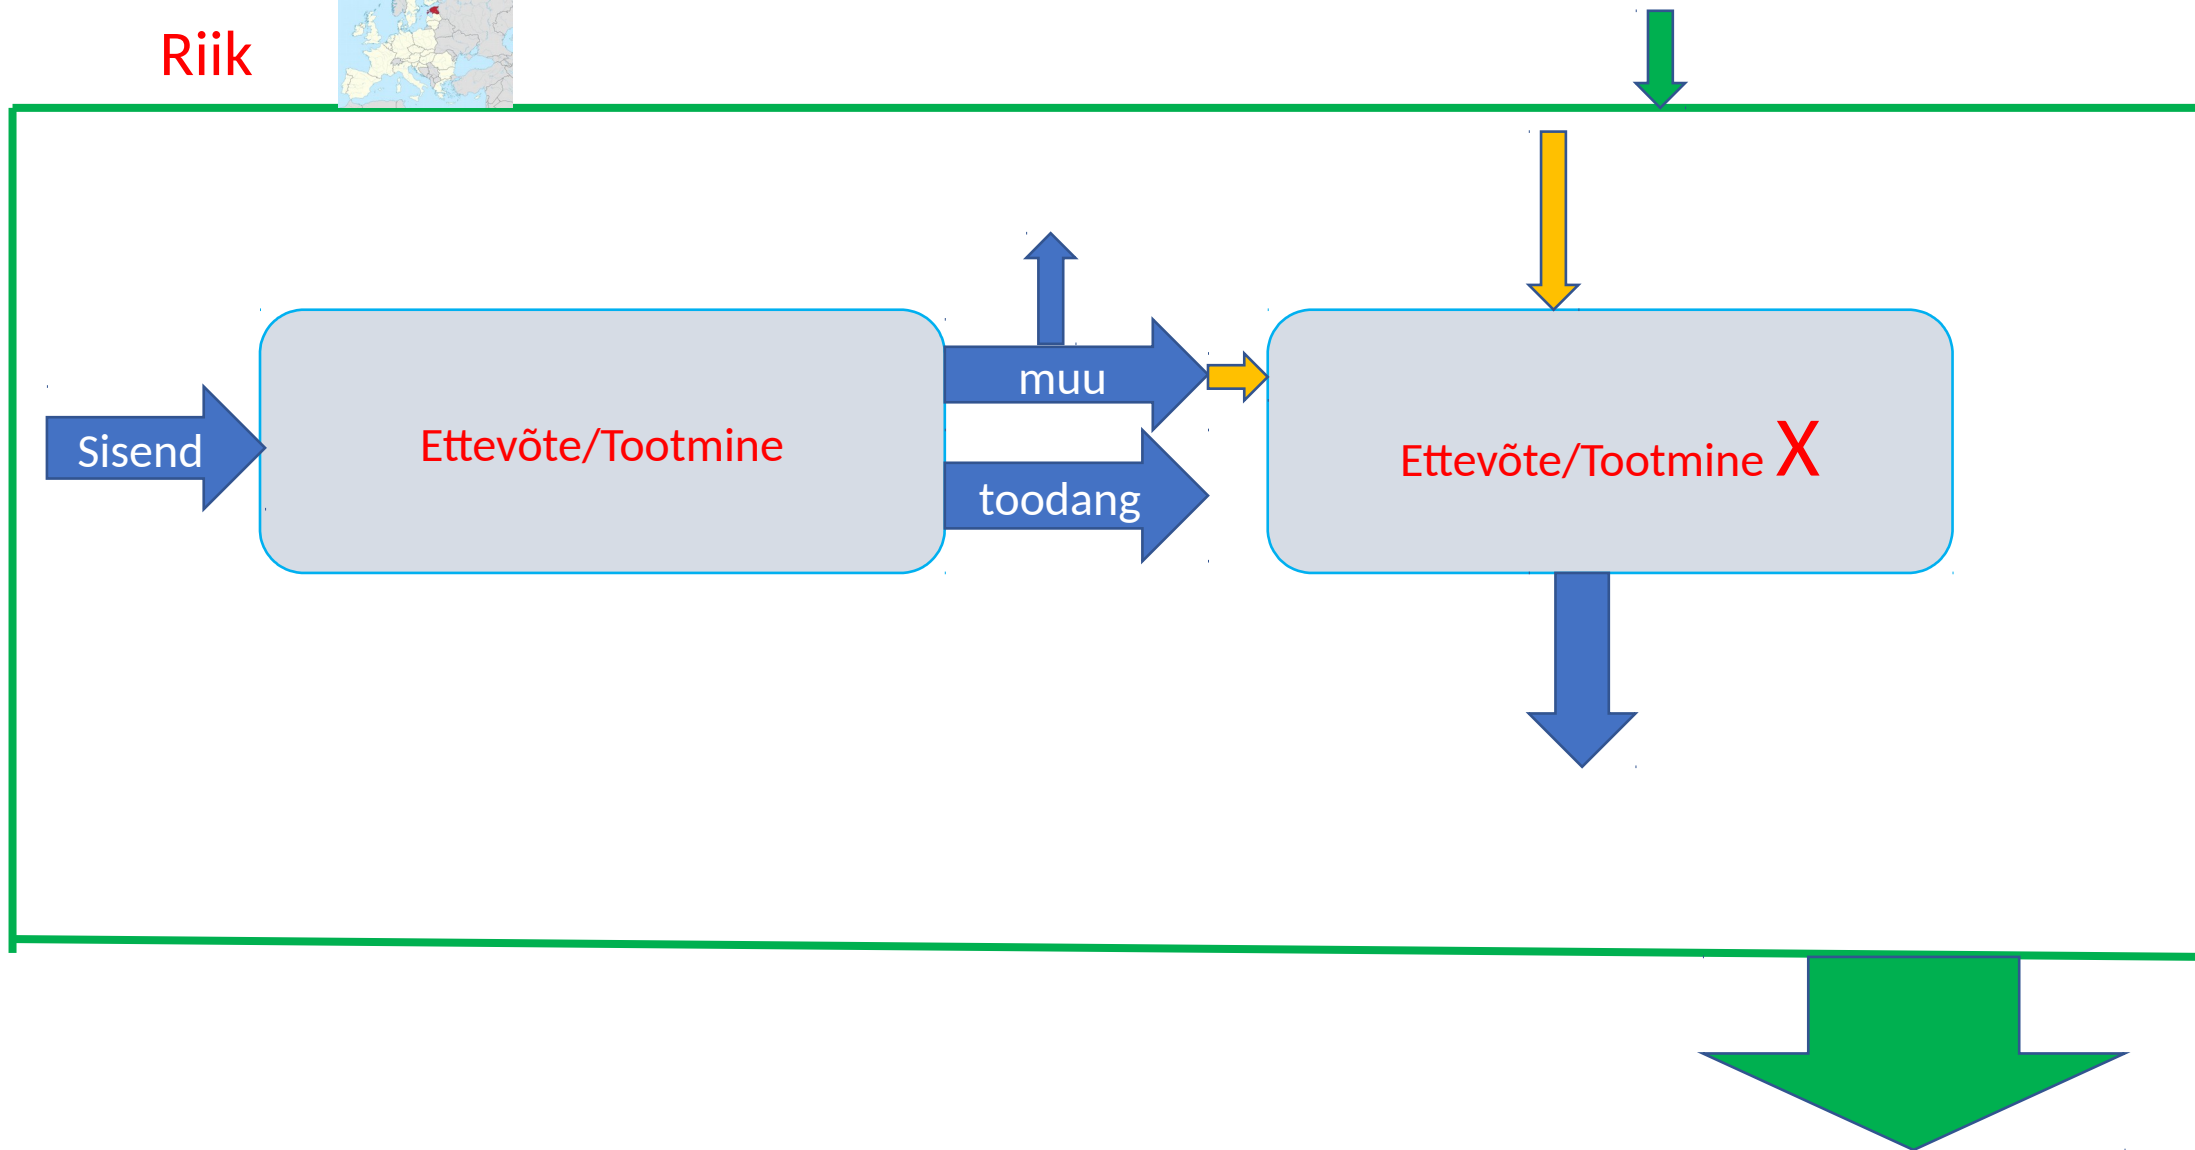 Riik
muu
Sisend
Ettevõte/Tootmine
Ettevõte/Tootmine X
toodang